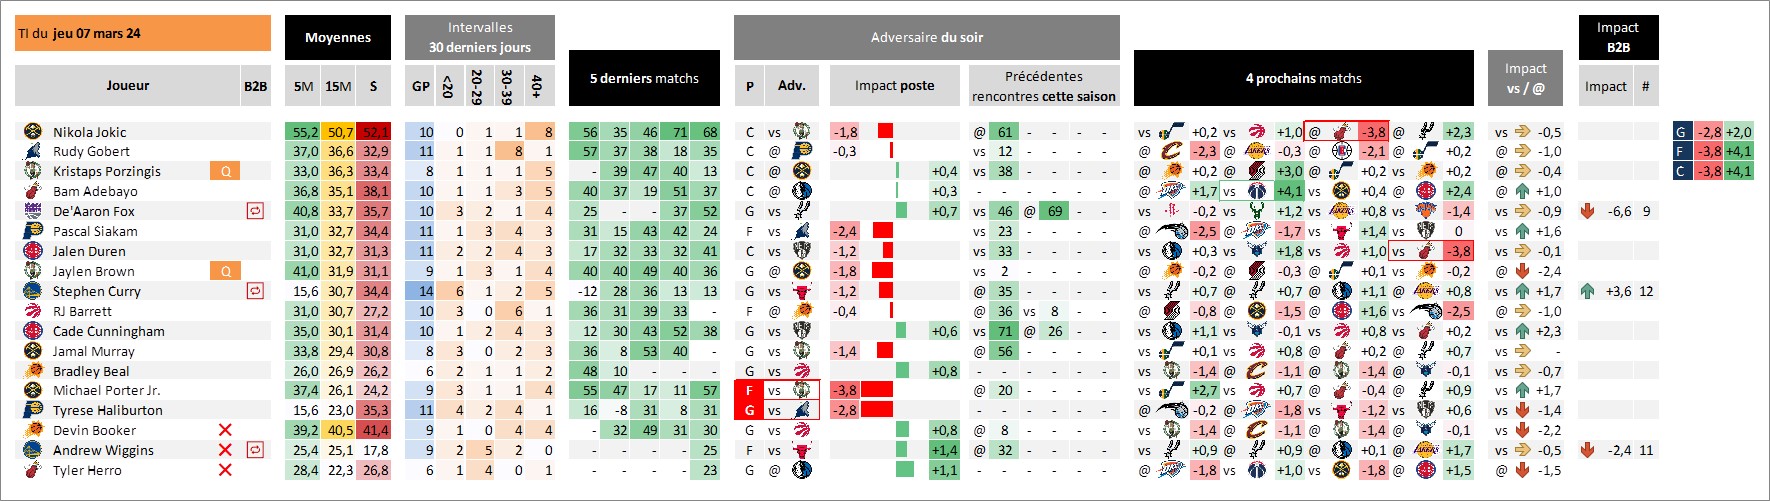 TI du jeu 07 mars 24 Moyennes Intervalles Adversaire du soir Impact
30 derniers jours B2B
5 derniers matchs 4 prochains matchs Impact
vs / @
Joueur B2B 5M 15M S GP <20 20-29 30-39 40+ P Adv. Impact poste Précédentes rencontres cette saison Impact #
Nikola Jokic 55,2 50,7 52,1 10 0 1 1 8 56 35 46 71 68 C vs -1,8 @ 61 - - - - vs +0,2 vs +1,0 @ -3,8 @ +2,3 vs -0,5 G -2,8 +2,0
Rudy Gobert 37,0 36,6 32,9 11 1 1 8 1 57 37 38 18 35 C @ -0,3 vs 12 - - - - @ -2,3 @ -0,3 @ -2,1 @ +0,2 @ -1,0 F -3,8 +4,1
Kristaps Porzingis Q 33,0 36,3 33,4 8 1 1 1 5 - 39 47 40 13 C @ +0,4 vs 38 - - - - @ +0,2 @ +3,0 @ +0,2 @ +0,2 @ -0,4 C -3,8 +4,1
Bam Adebayo 36,8 35,1 38,1 10 1 1 3 5 40 37 19 51 37 C @ +0,3 - - - - - - @ +1,7 vs +4,1 vs +0,4 @ +2,4 @ +1,0
De'Aaron Fox 40,8 33,7 35,7 10 3 2 1 4 25 - - 37 52 G vs +0,7 vs 46 @ 69 - - vs -0,2 vs +1,2 vs +0,8 vs -1,4 vs -0,9 -6,6 9
Pascal Siakam 31,0 32,7 34,4 11 1 3 4 3 31 15 43 42 24 F vs -2,4 vs 23 - - - - @ -2,5 @ -1,7 vs +1,4 vs 0 vs +1,6
Jalen Duren 31,7 32,7 31,3 11 2 2 4 3 17 32 33 32 41 C vs -1,2 - - - - - - vs +0,3 vs +1,8 vs +1,0 vs -3,8 vs -0,1
Jaylen Brown Q 41,0 31,9 31,1 9 1 3 1 4 40 40 49 40 36 G @ -1,8 vs 2 - - - - @ -0,2 @ -0,3 @ +0,1 @ -0,2 @ -2,4
Stephen Curry 15,6 30,7 34,4 14 6 1 2 5 -12 28 36 13 13 G vs -1,2 @ 35 - - - - vs +0,7 @ +0,7 @ +1,1 @ +0,8 vs +1,7 +3,6 12
RJ Barrett 31,0 30,7 27,2 10 3 0 6 1 36 31 39 33 - F @ -0,4 @ 36 vs 8 - - @ -0,8 @ -1,5 @ +1,6 @ -2,5 @ -1,0
Cade Cunningham 35,0 30,1 31,4 10 1 2 4 3 12 30 43 52 38 G vs +0,6 vs 71 @ 26 - - vs +1,1 vs -0,3 vs +0,8 vs +0,2 vs +2,3
Jamal Murray 33,8 29,4 30,8 8 3 0 2 3 36 8 53 40 - G vs -1,4 @ 56 - - - - vs +0,1 vs +0,8 @ +0,2 @ +0,7 vs -
Bradley Beal 26,0 26,9 26,2 6 2 1 1 2 48 10 - - - G vs +0,8 - - - - - - vs -1,4 @ -1,1 @ -0,7 @ -1,1 vs -0,7
Michael Porter Jr. 37,4 26,1 24,2 9 3 1 1 4 55 47 17 11 57 F vs -3,8 @ 20 - - - - vs +2,7 vs +0,7 @ -0,4 @ +0,9 vs +1,7
Tyrese Haliburton 15,6 23,0 35,3 11 4 2 4 1 16 -8 31 8 31 G vs -2,8 - - - - - - @ -0,2 @ -1,8 vs -1,2 vs +0,6 vs -1,4
Devin Booker 39,2 40,5 41,4 9 1 0 4 4 - 32 49 31 30 G vs +0,8 @ 8 - - - - vs -1,4 @ -1,4 @ -0,4 @ -1,4 vs -2,2
Andrew Wiggins 25,4 25,1 17,8 9 2 5 2 0 - - - - 25 F vs +1,4 @ 32 - - - - vs +0,9 @ +0,9 @ +0,1 @ +1,7 vs -0,5 -2,4 11
Tyler Herro 28,4 22,3 26,8 6 1 4 0 1 - - - - 23 G @ +1,1 - - - - - - @ -1,8 vs +1,0 vs -1,8 @ +1,5 @ -1,5